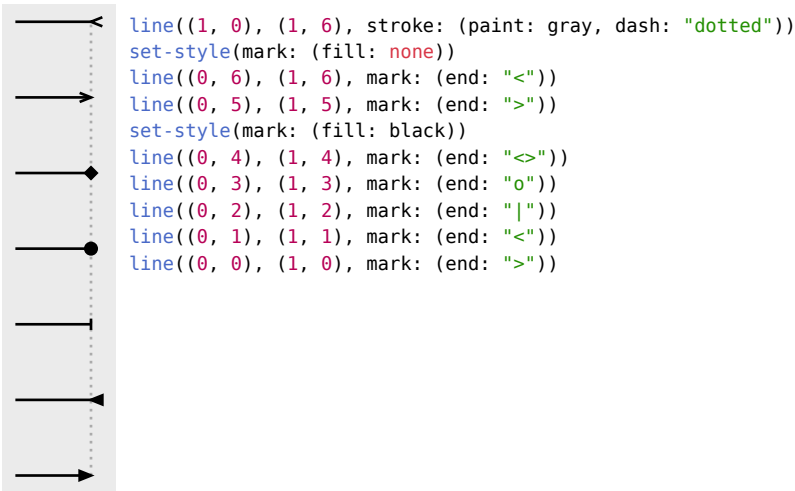 line((1, 0), (1, 6), stroke: (paint: gray, dash: "dotted"))
set-style(mark: (fill: none))
line((0, 6), (1, 6), mark: (end: "<"))
line((0, 5), (1, 5), mark: (end: ">"))
set-style(mark: (fill: black))
line((0, 4), (1, 4), mark: (end: "<>"))
line((0, 3), (1, 3), mark: (end: "o"))
line((0, 2), (1, 2), mark: (end: "|"))
line((0, 1), (1, 1), mark: (end: "<"))
line((0, 0), (1, 0), mark: (end: ">"))